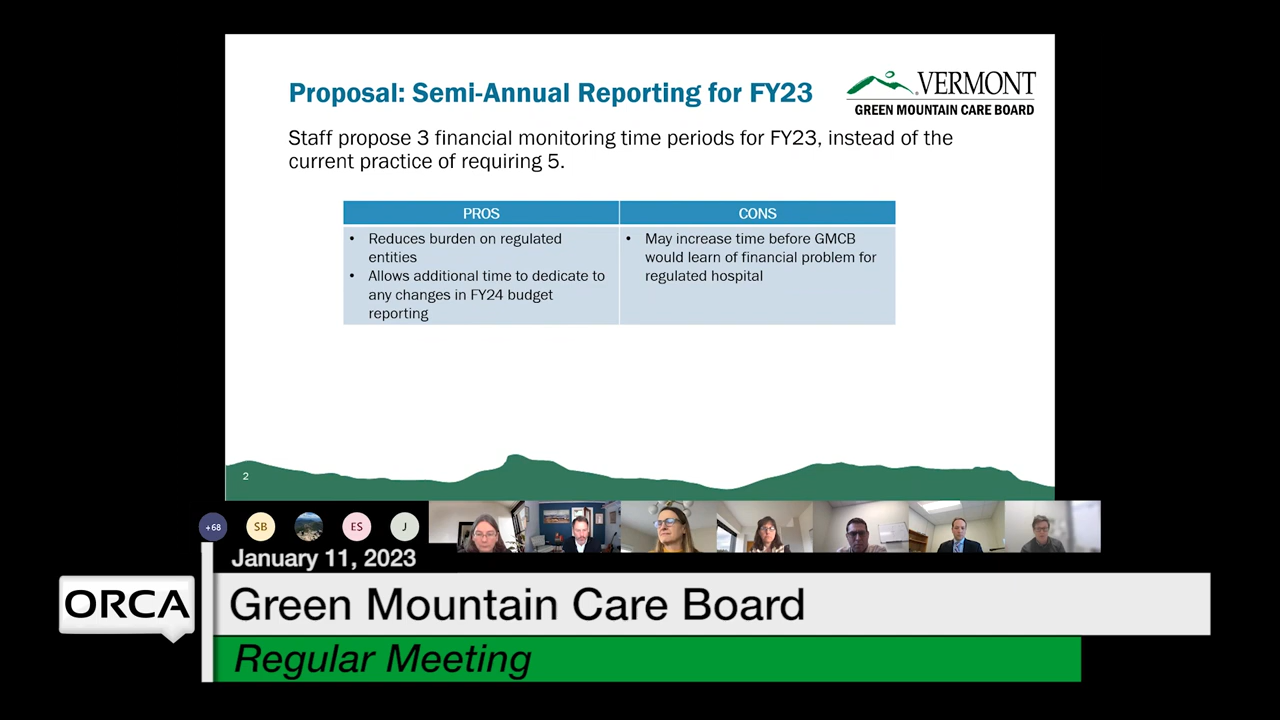 Proposal: Semi-Annual Reporting for FY23
VERMONT
GREEN MOUNTAIN CARE BOARD
Staff propose 3 financial monitoring time periods for FY23, instead of the
current practice of requiring 5.
PROS
• Reduces burden on regulated
entities
• Allows additional time to dedicate to
any changes in FY24 budget
reporting
CONS
• May increase time before GMCB
would learn of financial problem for
regulated hospital
2
+68
SB
ES
J
January 11, 2023
ORCA
Green Mountain Care Board
Regular Meeting